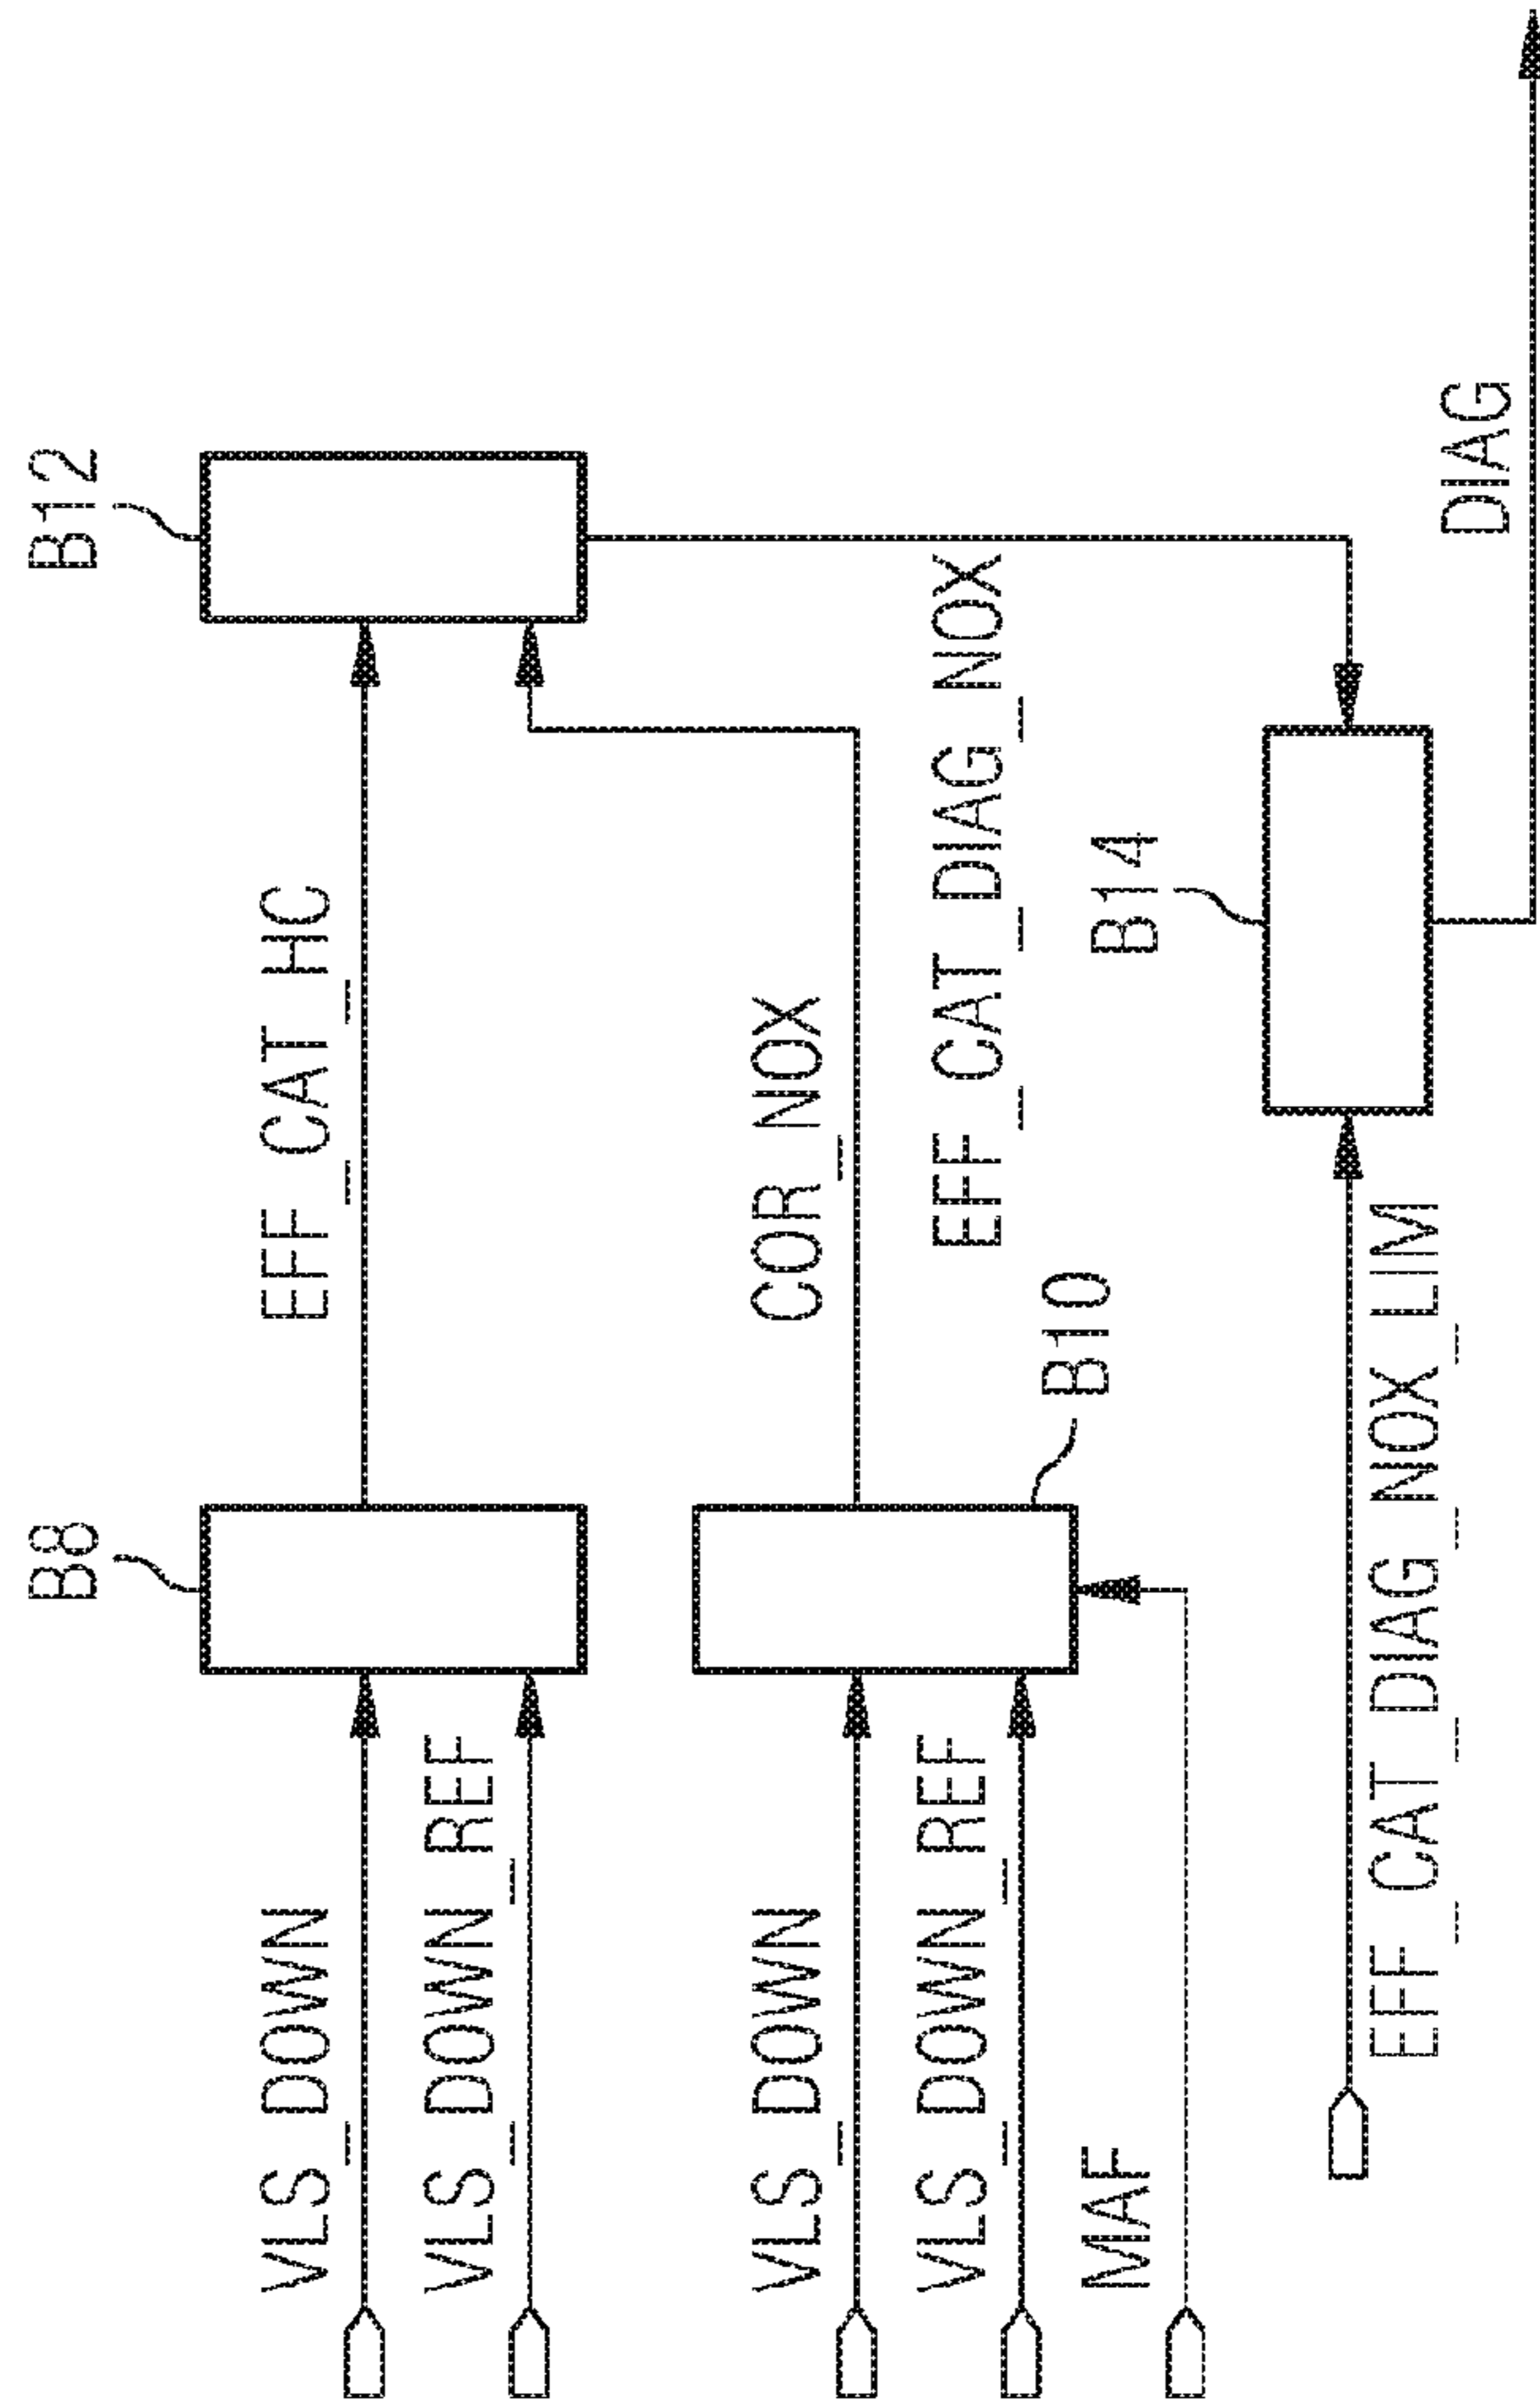 B8
B12
VLS_DOWN
EFF_CAT_HC
VLS_DOWN_REF
VLS_DOWN
COR_NOX
VLS_DOWN_REF
EFF_CAT_DIAG_NOX
B10
MAF
B14
EFF_CAT_DIAG_NOX_LIM
DIAG